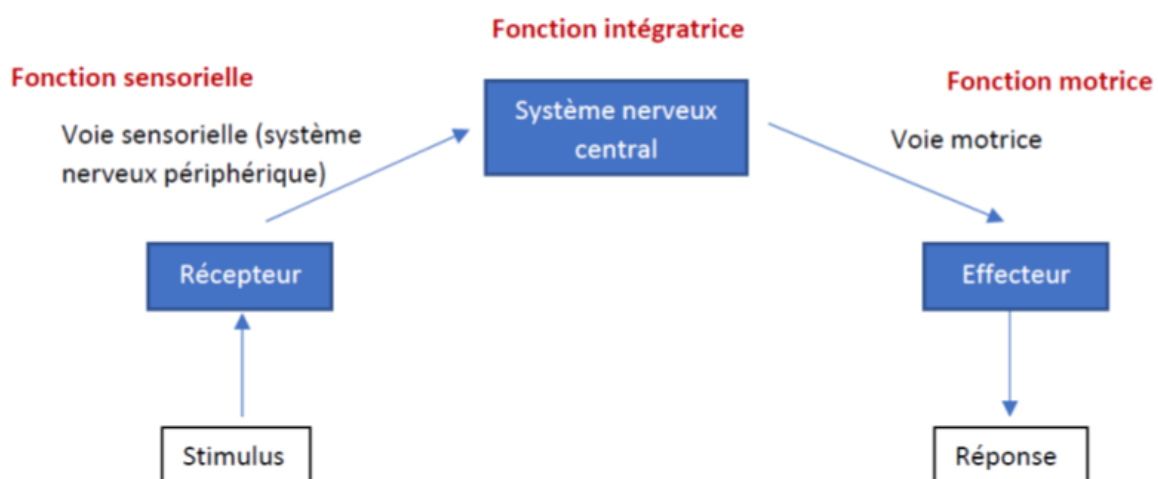 Fonction intégratrice
Fonction sensorielle
Fonction motrice
Système nerveux
central
Voie sensorielle (système
nerveux périphérique)
Voie motrice
Récepteur
Effecteur
Stimulus
Réponse